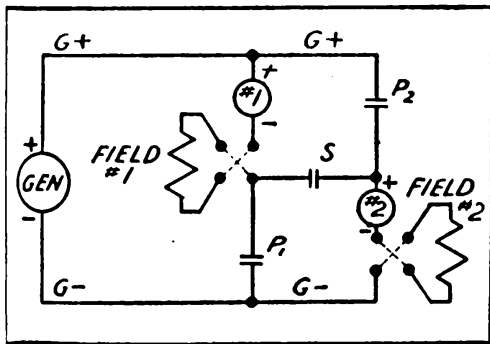 G+ G+
+
#1
-
P2
FIELD
#1
S
+
GEN
-
+
#2
-
FIELD
#2
P1
G- G-